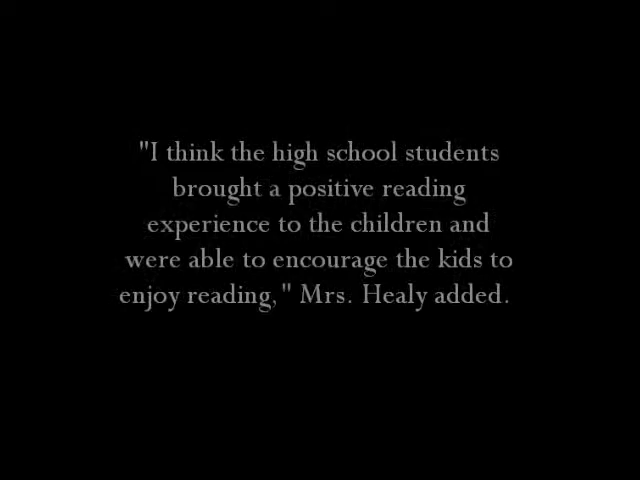 "I think the high school students
brought a positive reading
experience to the children and
were able to encourage the kids to
enjoy reading," Mrs. Healy added.